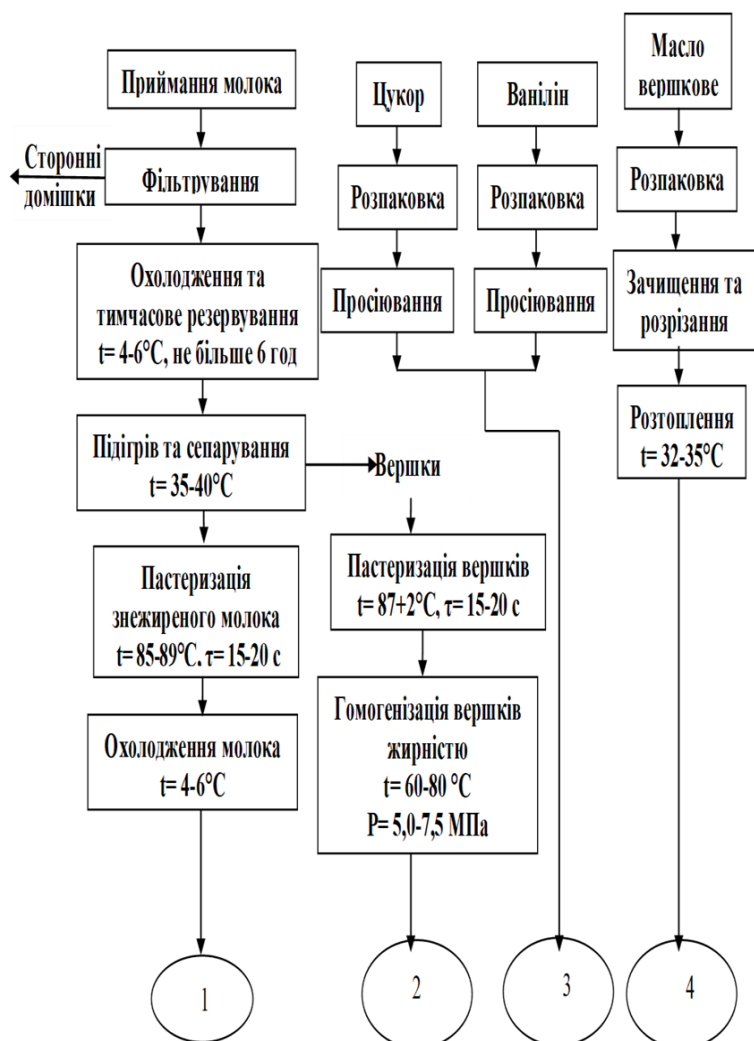 Приймання молока
Сторонні
домішки
Фільтрування
Охолодження та
тимчасове резервування
t= 4-6°C, не більше 6 год
Підігрів та сепарування
t= 35-40°C
Пастеризація
знежиреного молока
t= 85-89°C. τ= 15-20 с
Охолодження молока
t= 4-6°C
1
Вершки
Пастеризація вершків
t= 87+2°C, τ= 15-20 с
Гомогенізація вершків
жирністю
t= 60-80 °C
P= 5,0-7,5 МПа
2
Цукор
Розпаковка
Просіювання
Ванілін
Розпаковка
Просіювання
3
Масло
вершкове
Розпаковка
Зачищення та
розрізання
Розтоплення
t= 32-35°C
4